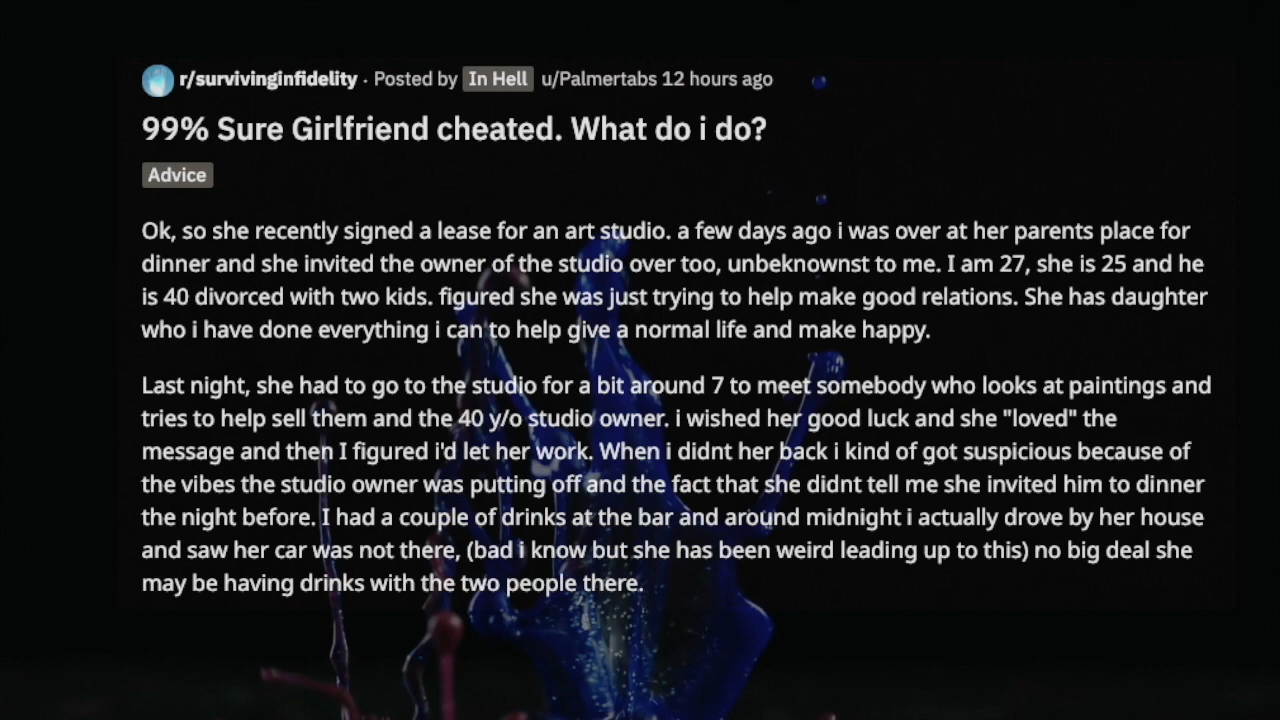 r/survivinginfidelity · Posted by In Hell u/Palmertabs 12 hours ago
99% Sure Girlfriend cheated. What do i do?
Advice
Ok, so she recently signed a lease for an art studio. a few days ago i was over at her parents place for
dinner and she invited the owner of the studio over too, unbeknownst to me. I am 27, she is 25 and he
is 40 divorced with two kids. figured she was just trying to help make good relations. She has daughter
who i have done everything i can to help give a normal life and make happy.
Last night, she had to go to the studio for a bit around 7 to meet somebody who looks at paintings and
tries to help sell them and the 40 y/o studio owner. i wished her good luck and she "loved" the
message and then I figured i'd let her work. When i didnt her back i kind of got suspicious because of
the vibes the studio owner was putting off and the fact that she didnt tell me she invited him to dinner
the night before. I had a couple of drinks at the bar and around midnight i actually drove by her house
and saw her car was not there, (bad i know but she has been weird leading up to this) no big deal she
may be having drinks with the two people there.